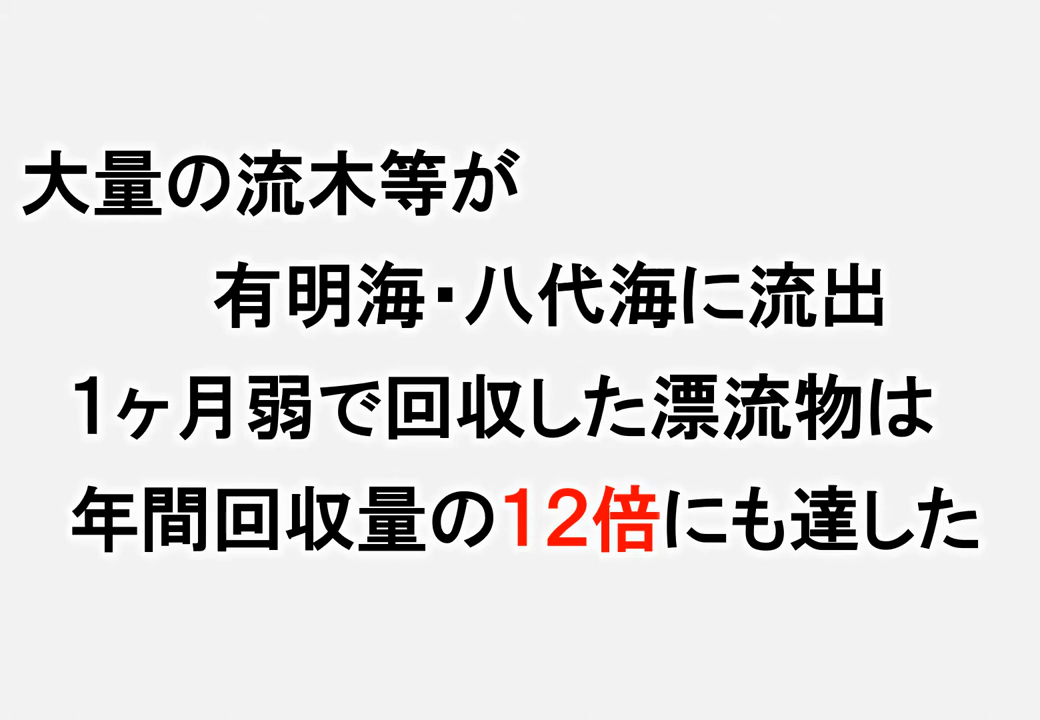 大量の流木等が
有明海・八代海に流出
1ヶ月弱で回収した漂流物は
年間回収量の12倍にも達した